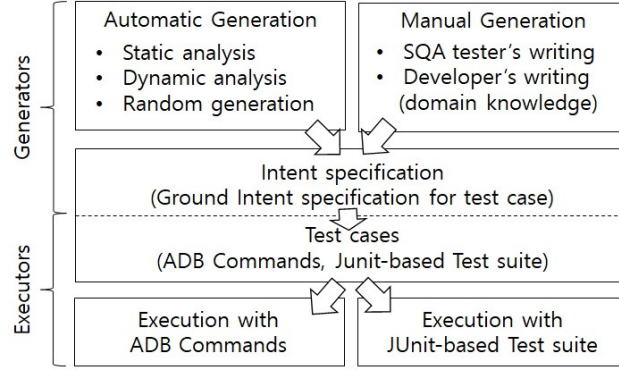 Generators
Executors
Automatic Generation
• Static analysis
• Dynamic analysis
• Random generation
Manual Generation
• SQA tester's writing
• Developer's writing
(domain knowledge)
Intent specification
(Ground Intent specification for test case)
Test cases
(ADB Commands, Junit-based Test suite)
Execution with
ADB Commands
Execution with
JUnit-based Test suite